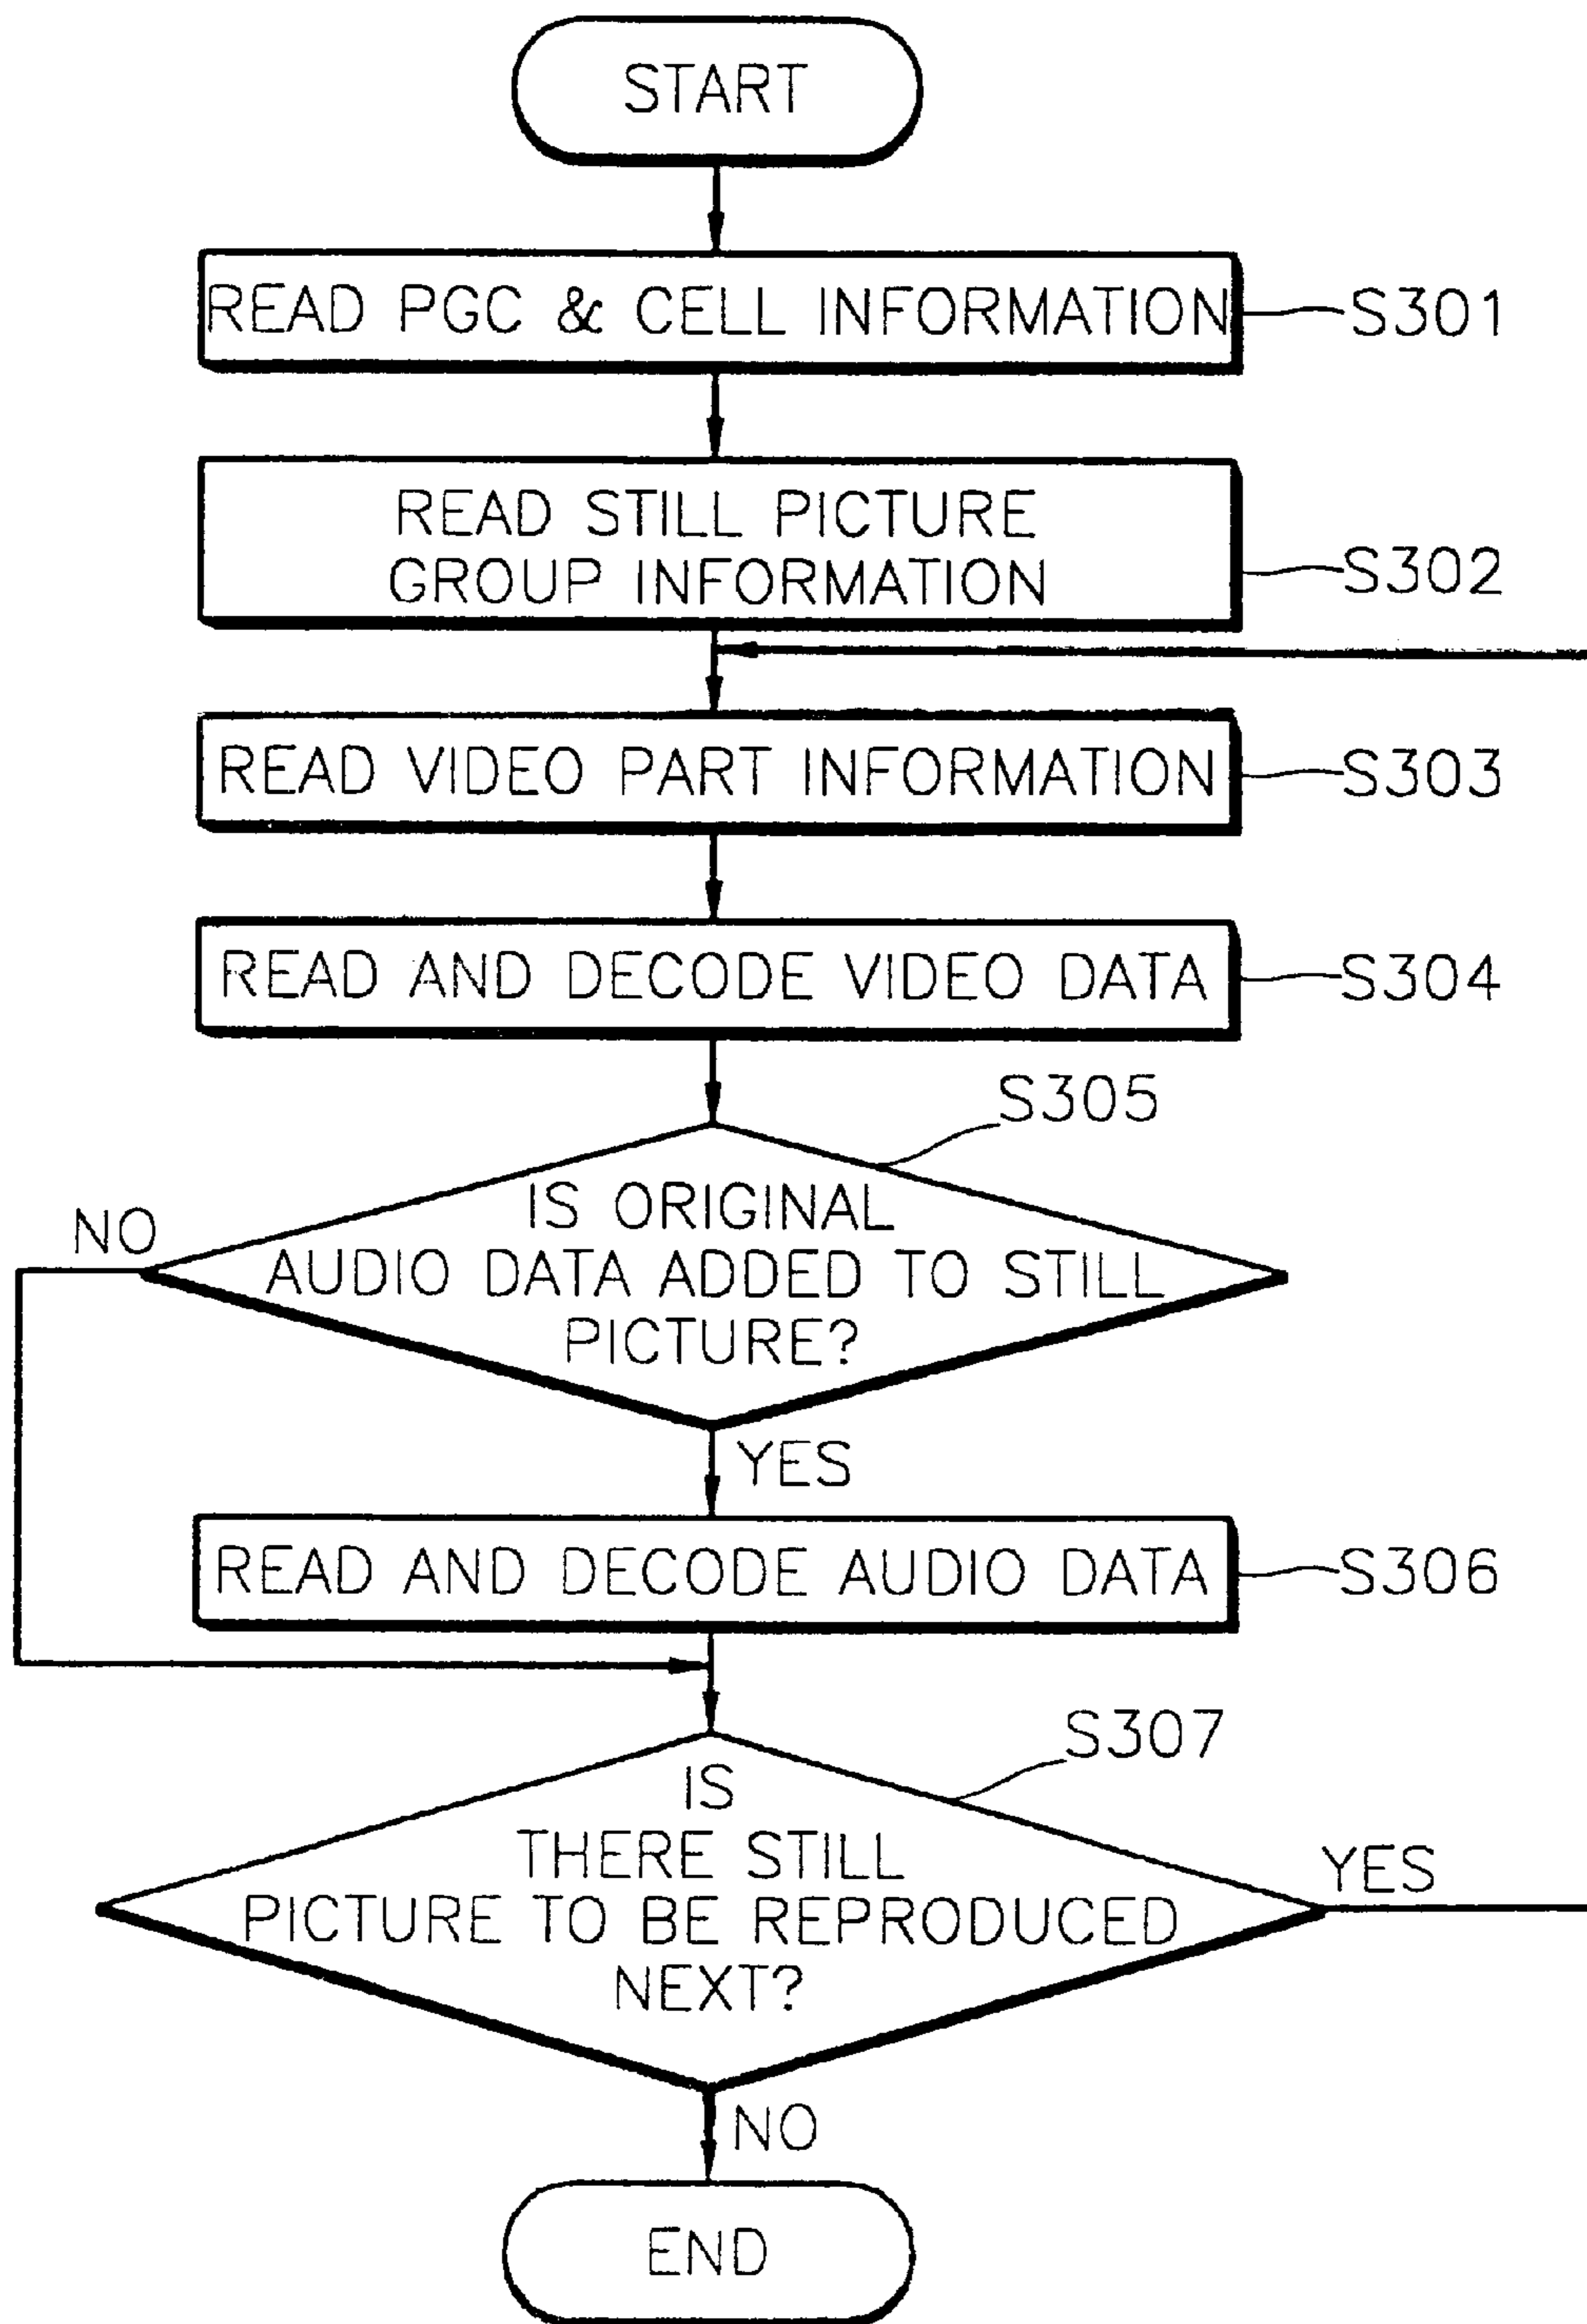 START
READ PGC & CELL INFORMATION
S301
READ STILL PICTURE
GROUP INFORMATION
S302
READ VIDEO PART INFORMATION
S303
READ AND DECODE VIDEO DATA
S304
S305
IS ORIGINAL
AUDIO DATA ADDED TO STILL
PICTURE?
NO
YES
READ AND DECODE AUDIO DATA
S306
S307
IS
THERE STILL
PICTURE TO BE REPRODUCED
NEXT?
YES
NO
END